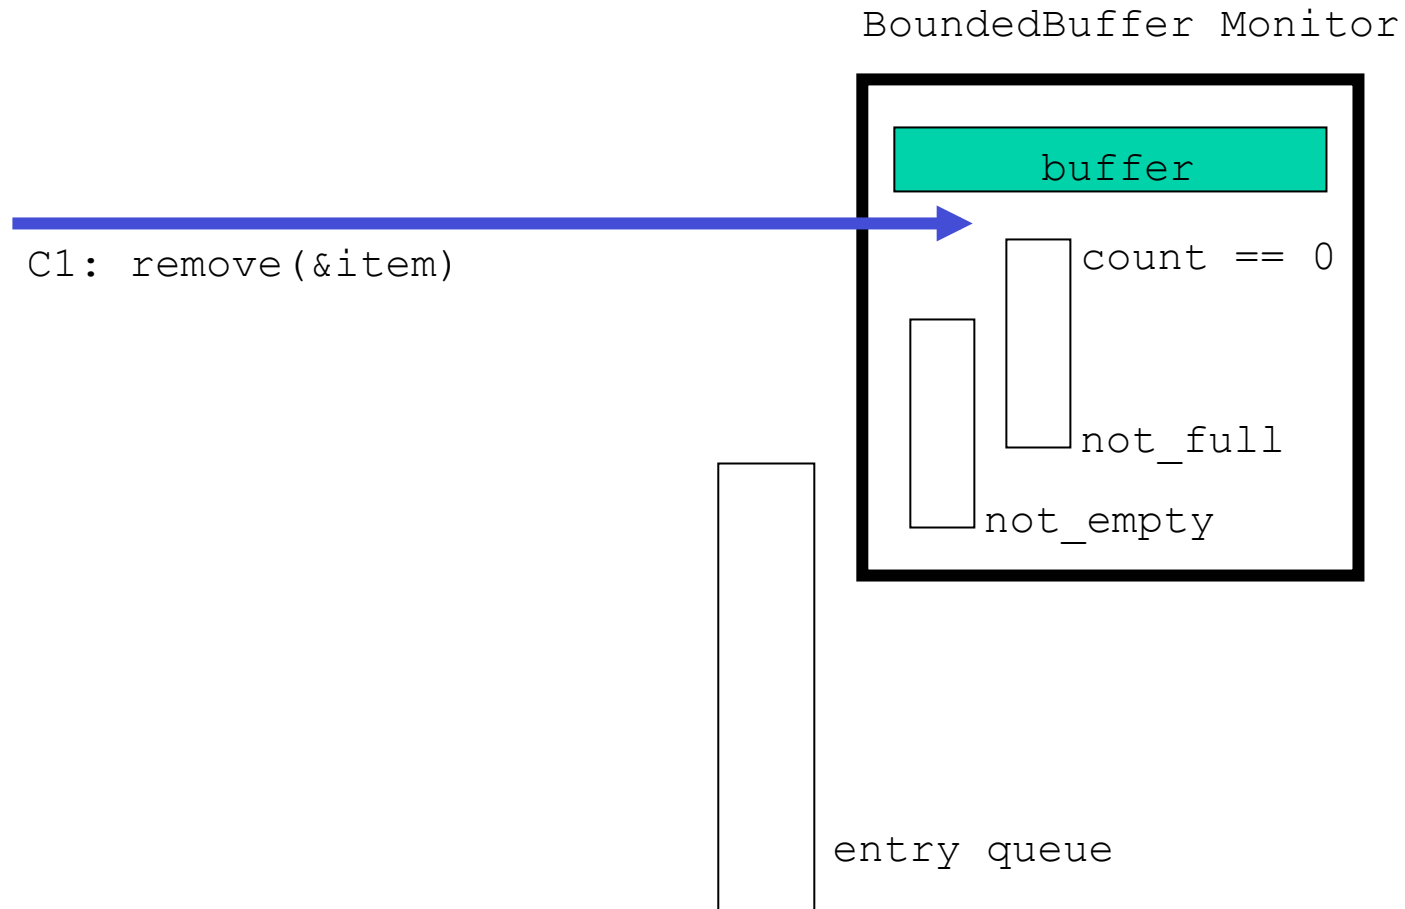 BoundedBuffer Monitor
buffer
C1: remove(&item)
count == 0
not_full
not_empty
entry queue